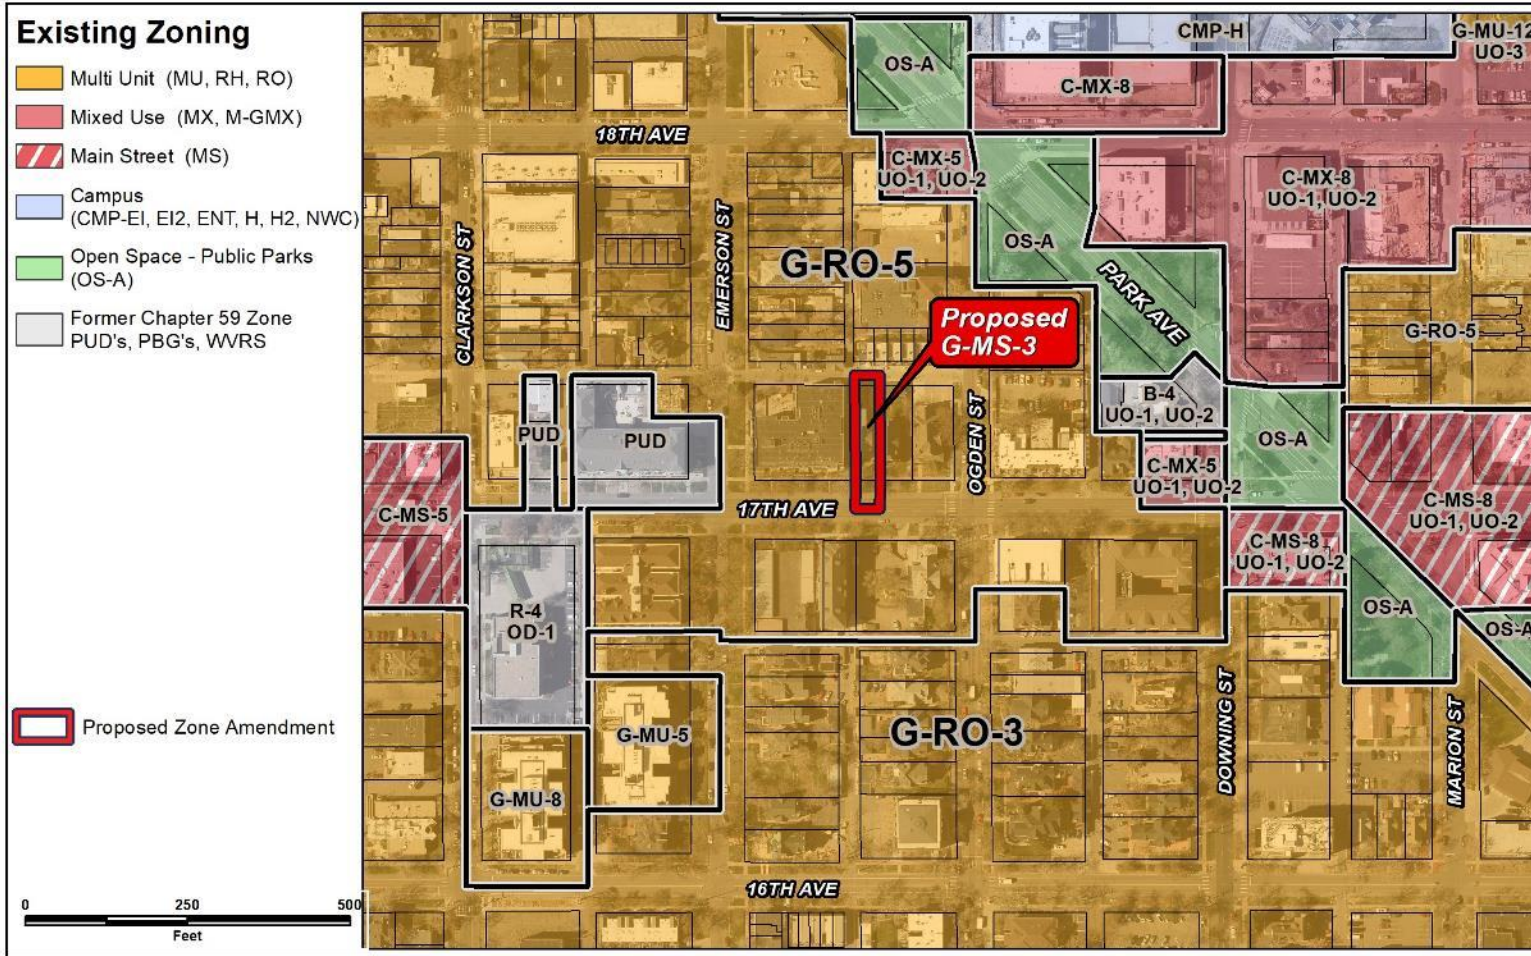 Existing Zoning
Multi Unit (MU, RH, RO)
Mixed Use (MX, M-GMX)
Main Street (MS)
Campus
(CMP-EI, EI2, ENT, H, H2, NWC)
Open Space - Public Parks
(OS-A)
Former Chapter 59 Zone
PUD's, PBG's, WVRS
Proposed Zone Amendment
0 250 500
Feet
CMP-H
G-MU-12
UO-3
OS-A
C-MX-8
18TH AVE
C-MX-5
UO-1, UO-2
C-MX-8
UO-1, UO-2
CLARKSON ST
EMERSON ST
OS-A
G-RO-5
PARK AVE
Proposed
G-MS-3
G-RO-5
B-4
UO-1, UO-2
PUD
PUD
OGDEN ST
OS-A
C-MX-5
UO-1, UO-2
C-MS-5
17TH AVE
C-MS-8
UO-1, UO-2
C-MS-8
UO-1, UO-2
R-4
OD-1
OS-A
OS-A
G-MU-5
G-RO-3
DOWNING ST
MARION ST
G-MU-8
16TH AVE